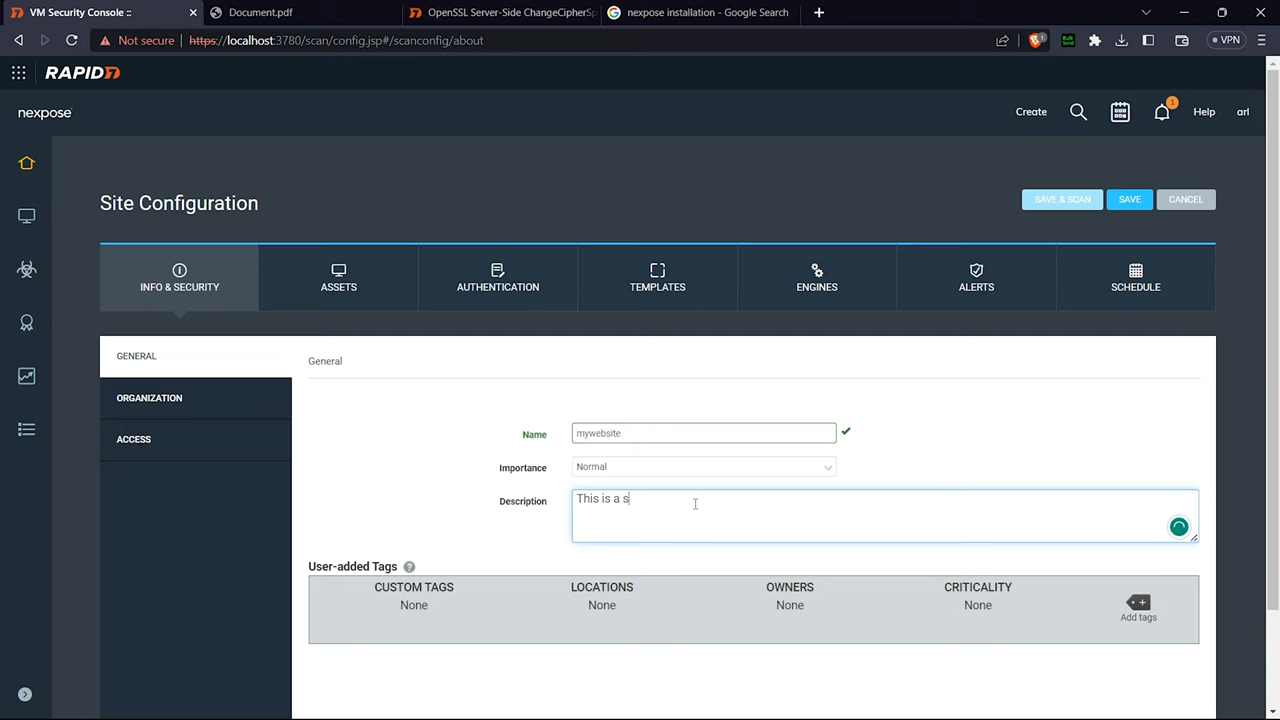 VM Security Console ::
Document.pdf
OpenSSL Server-Side ChangeCipherSp
nexpose installation - Google Search
Not secure
https://localhost:3780/scan/config.jsp#/scanconfig/about
1
VPN
RAPID7
nexpose
Create
1
Help
arl
Site Configuration
SAVE & SCAN
SAVE
CANCEL
INFO & SECURITY
ASSETS
AUTHENTICATION
TEMPLATES
ENGINES
ALERTS
SCHEDULE
GENERAL
ORGANIZATION
ACCESS
General
Name
mywebsite
Importance
Normal
Description
This is a s
User-added Tags
CUSTOM TAGS
LOCATIONS
OWNERS
CRITICALITY
None
None
None
None
Add tags